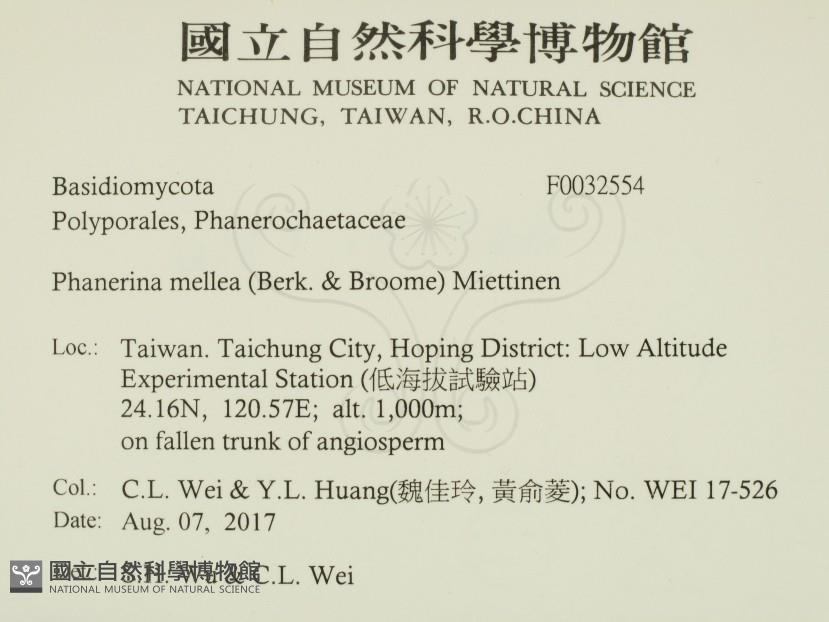 國立自然科學博物館
NATIONAL MUSEUM OF NATURAL SCIENCE
TAICHUNG, TAIWAN, R.O.CHINA
Basidiomycota F0032554
Polyporales, Phanerochaetaceae
Phanerina mellea (Berk. & Broome) Miettinen
Loc.: Taiwan. Taichung City, Hoping District: Low Altitude
Experimental Station (低海拔試驗站)
24.16N, 120.57E; alt. 1,000m;
on fallen trunk of angiosperm
Col.: C.L. Wei & Y.L. Huang(魏佳玲, 黃俞菱); No. WEI 17-526
Date: Aug. 07, 2017
C.L. Wei
國立自然科學博物館
NATIONAL MUSEUM OF NATURAL SCIENCE